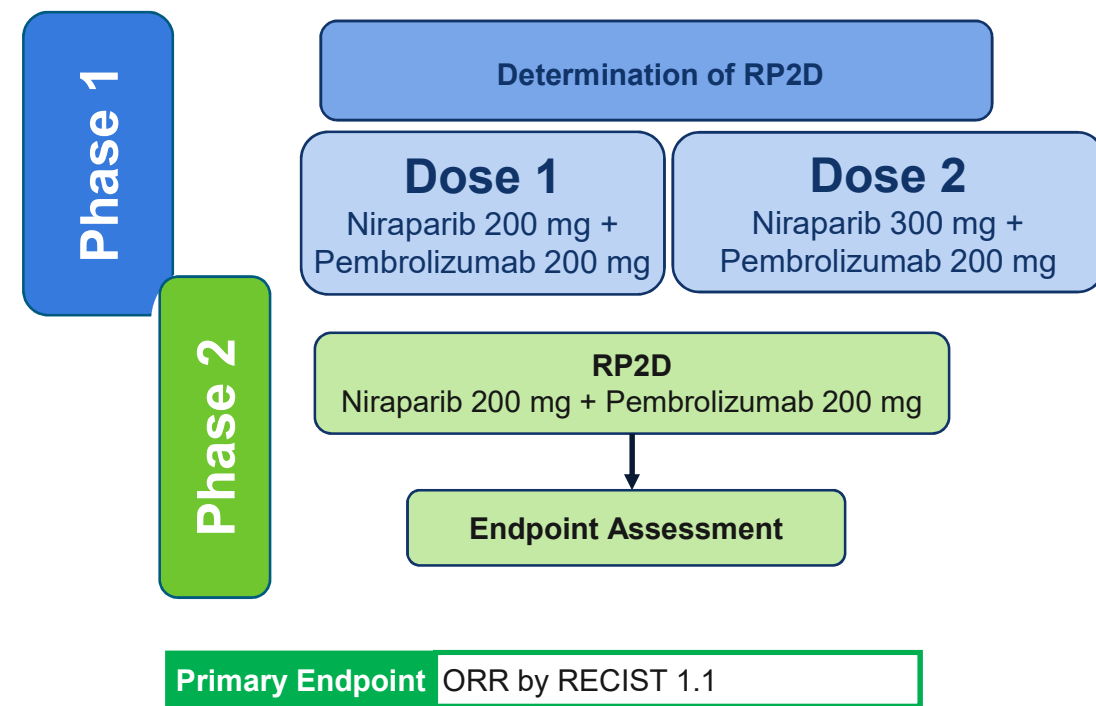 Phase 1
Determination of RP2D
Dose 1
Niraparib 200 mg +
Pembrolizumab 200 mg
Dose 2
Niraparib 300 mg +
Pembrolizumab 200 mg
Phase 2
RP2D
Niraparib 200 mg + Pembrolizumab 200 mg
Endpoint Assessment
Primary Endpoint ORR by RECIST 1.1